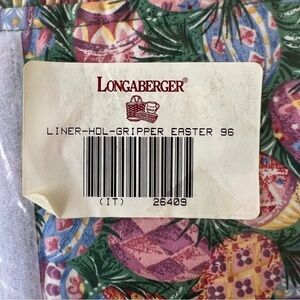 LONGABERGER®
LINER-HDL-GRIPPER EASTER 96
(IT) 26409